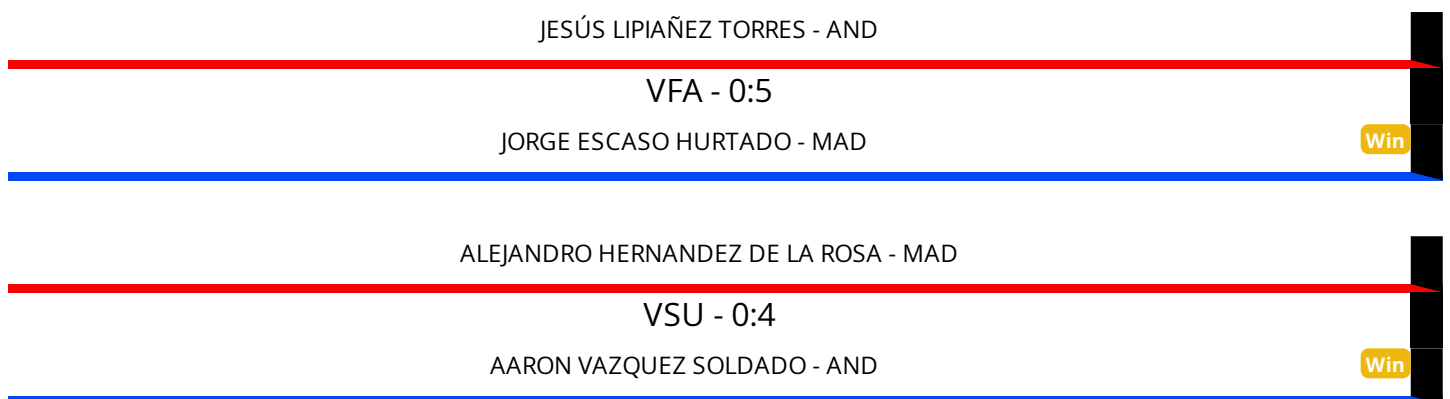 JESÚS LIPIAÑEZ TORRES - AND
VFA - 0:5
JORGE ESCASO HURTADO - MAD
Win
ALEJANDRO HERNANDEZ DE LA ROSA - MAD
VSU - 0:4
AARON VAZQUEZ SOLDADO - AND
Win